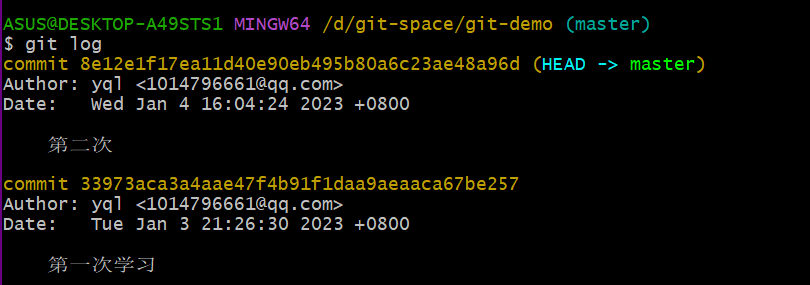 ASUS@DESKTOP-A49STS1 MINGW64 /d/git-space/git-demo (master)
$ git log
commit 8e12e1f17ea11d40e90eb495b80a6c23ae48a96d (HEAD -> master)
Author: yql <1014796661@qq.com>
Date:   Wed Jan 4 16:04:24 2023 +0800
    第二次
commit 33973aca3a4aae47f4b91f1daa9aeaaca67be257
Author: yql <1014796661@qq.com>
Date:   Tue Jan 3 21:26:30 2023 +0800
    第一次学习